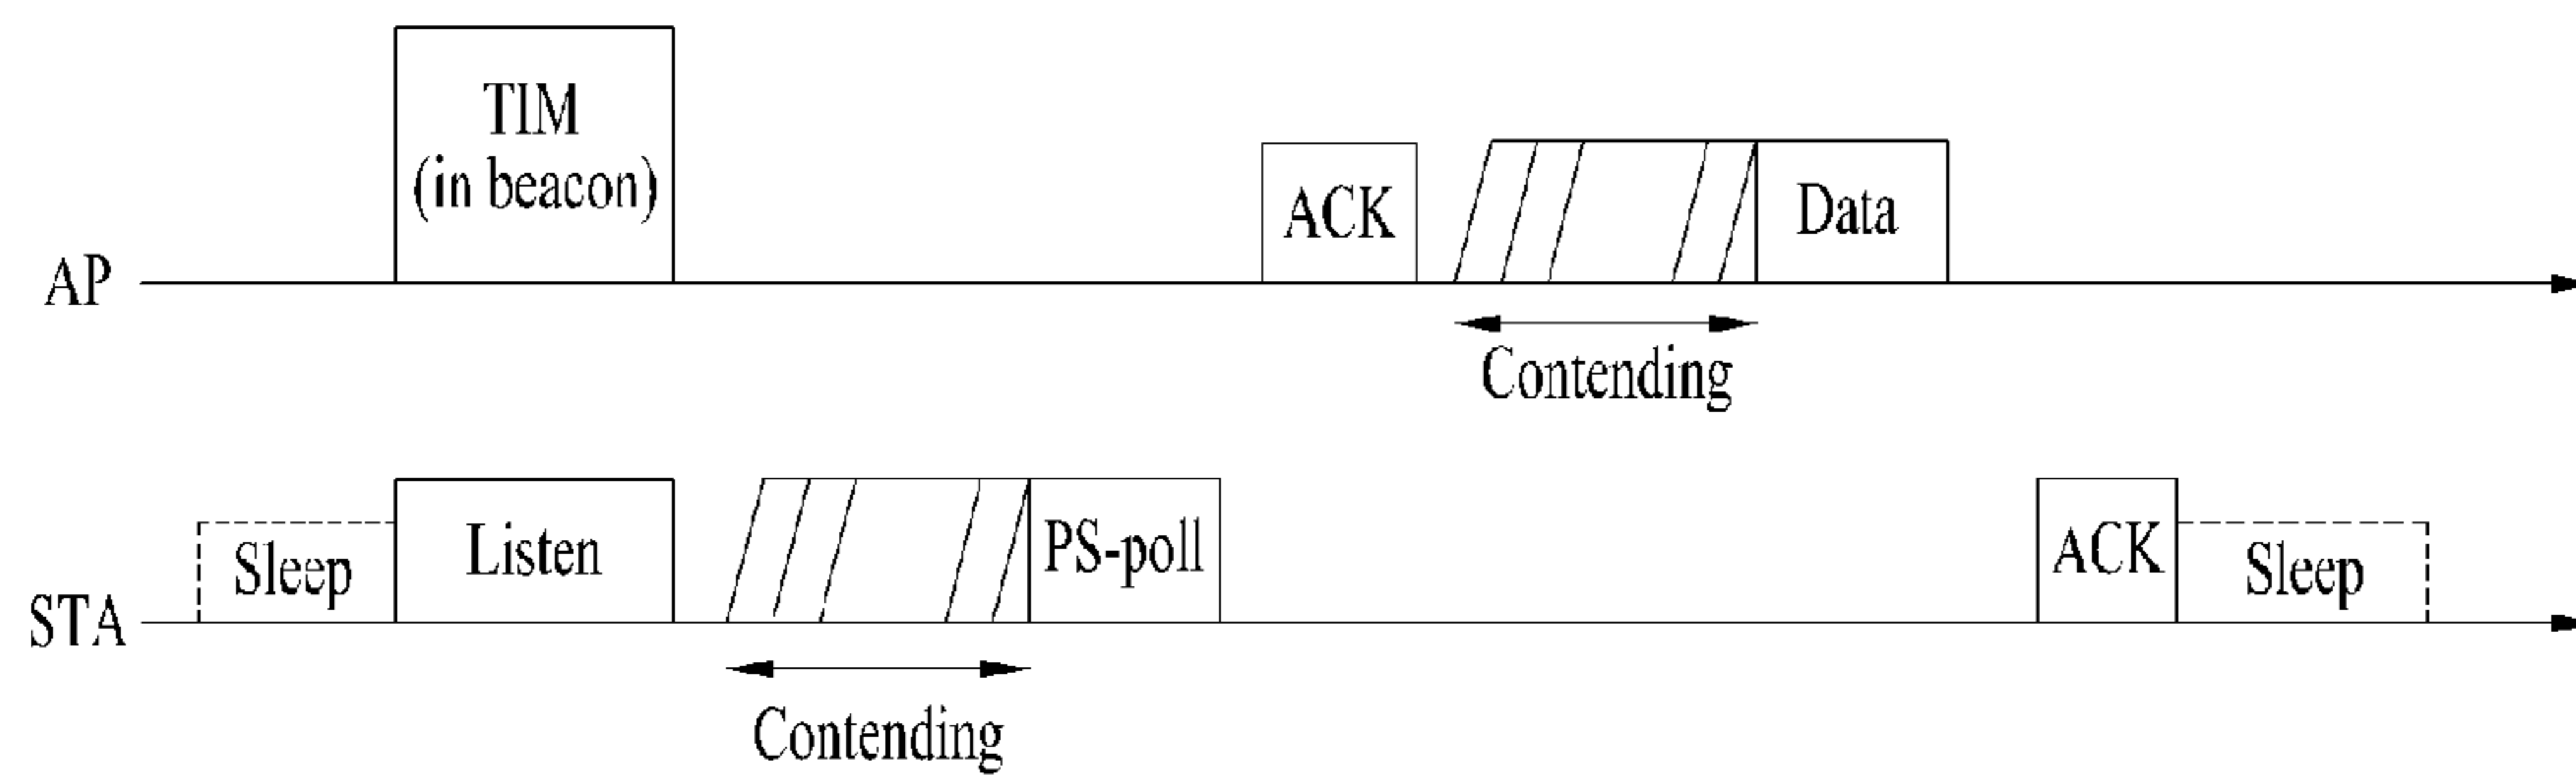 TIM
(in beacon)
ACK
Data
AP
Contending
Sleep
Listen
PS-poll
ACK
Sleep
STA
Contending